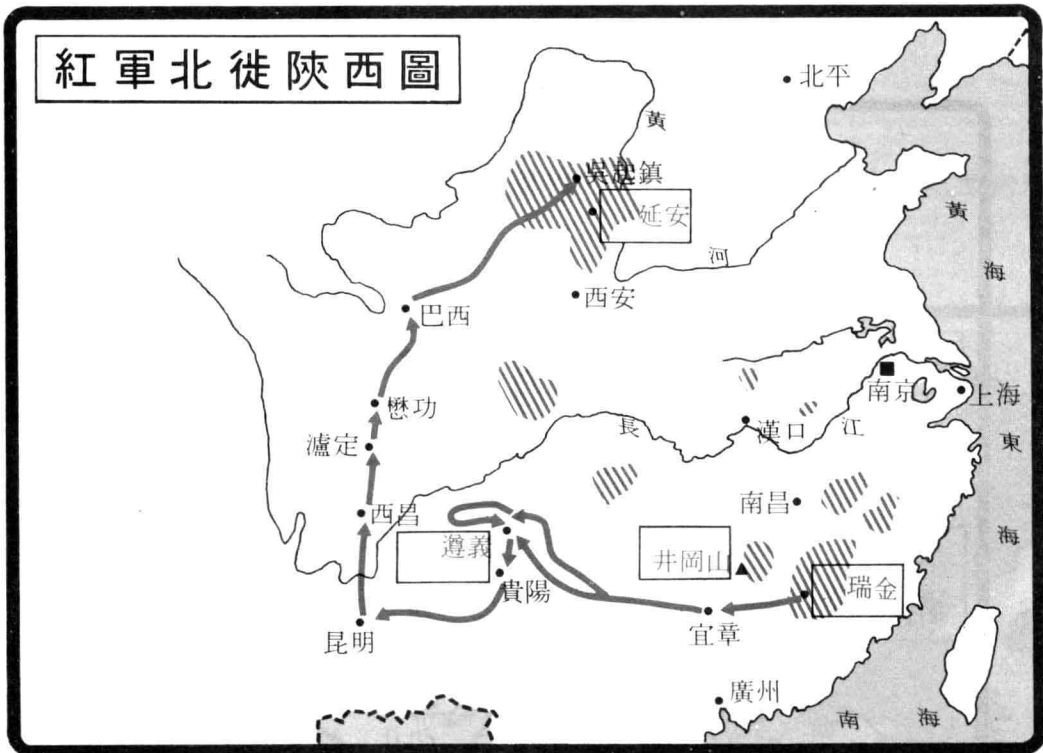 紅軍北徙陝西圖
北平
黃
吳起鎮
延安
黃
河
海
西安
巴西
懋功
南京
上海
長
漢口
江
瀘定
東
西昌
南昌
海
遵義
井岡山
貴陽
瑞金
宜章
昆明
廣州
南
海